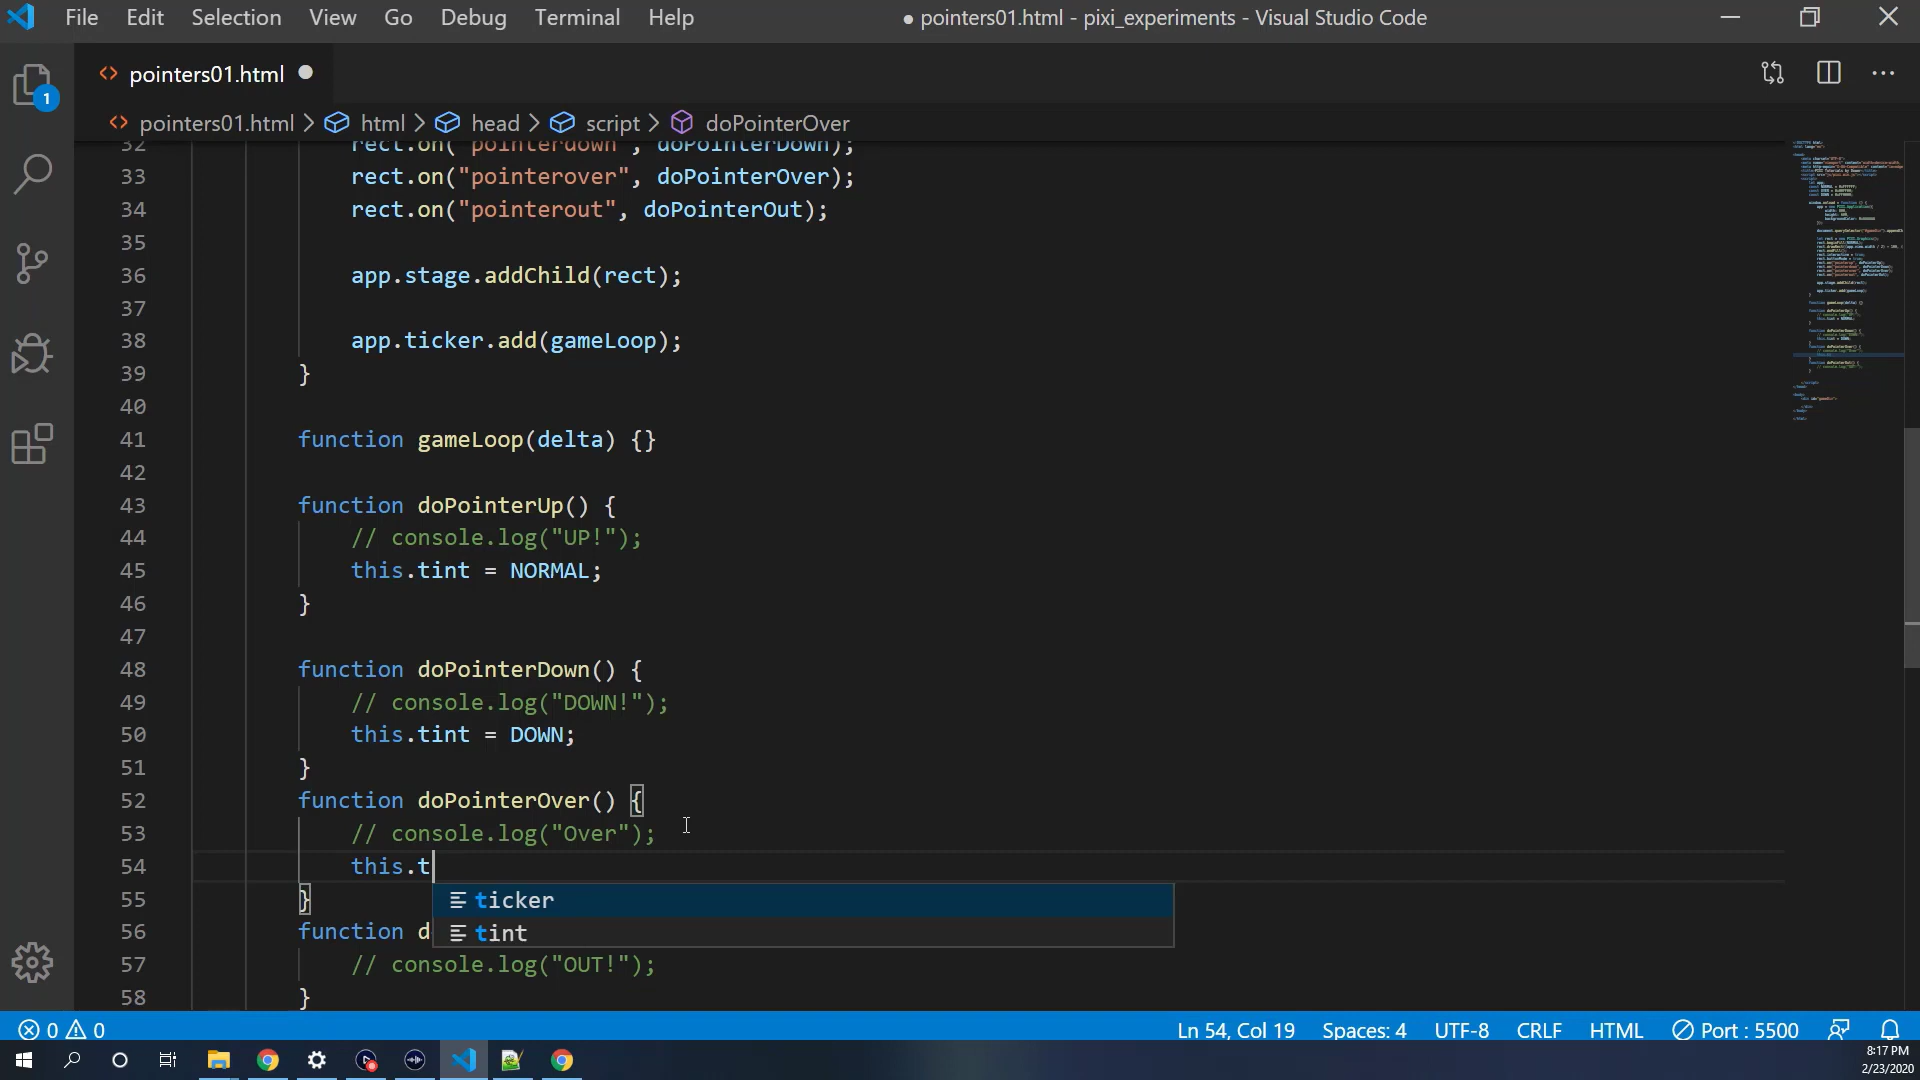 File Edit Selection View Go Debug Terminal Help
● pointers01.html - pixi_experiments - Visual Studio Code
pointers01.html
pointers01.html > html > head > script > doPointerOver
1
32 rect.on("pointerdown", doPointerDown);
33 rect.on("pointerover", doPointerOver);
34 rect.on("pointerout", doPointerOut);
35
36 app.stage.addChild(rect);
37
38 app.ticker.add(gameLoop);
39 }
40
41 function gameLoop(delta) {}
42
43 function doPointerUp() {
44 // console.log("UP!");
45 this.tint = NORMAL;
46 }
47
48 function doPointerDown() {
49 // console.log("DOWN!");
50 this.tint = DOWN;
51 }
52 function doPointerOver() {
53 // console.log("Over");
54 this.t
55 }
ticker
56 function d
tint
57 // console.log("OUT!");
58 }
0 0
Ln 54, Col 19 Spaces: 4 UTF-8 CRLF HTML Port : 5500
8:17 PM
2/23/2020